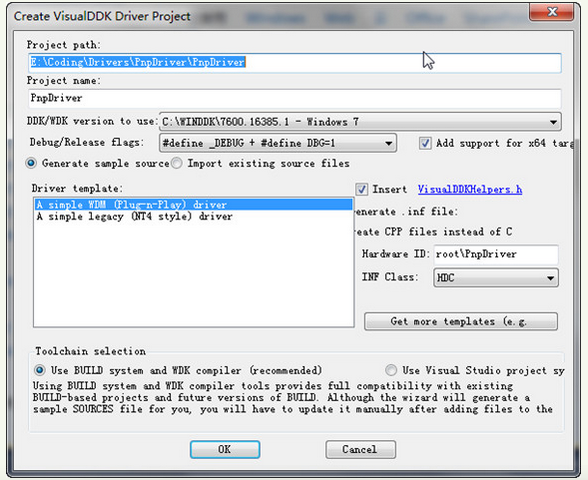 Create VisualDDK Driver Project
Project path:
E:\Coding\Drivers\PnpDriver\PnpDriver
Project name:
PnpDriver
DDK/WDK version to use: C:\WINDDK\7600.16385.1 - Windows 7
Debug/Release flags: #define _DEBUG + #define DBG=1 Add support for x64 targ
Generate sample source Import existing source files
Driver template: Insert VisualDDKHelpers.h
A simple WDM (Plug-n-Play) driver
A simple legacy (NT4 style) driver
enerate .inf file:
eate CPP files instead of C
Hardware ID: root\PnpDriver
INF Class: HDC
Get more templates (e.g.
Toolchain selection
Use BUILD system and WDK compiler (recommended) Use Visual Studio project sy
Using BUILD system and WDK compiler tools provides full compatibility with existing
BUILD-based projects and future versions of BUILD. Although the wizard will generate a
sample SOURCES file for you, you will have to update it manually after adding files to the
OK Cancel